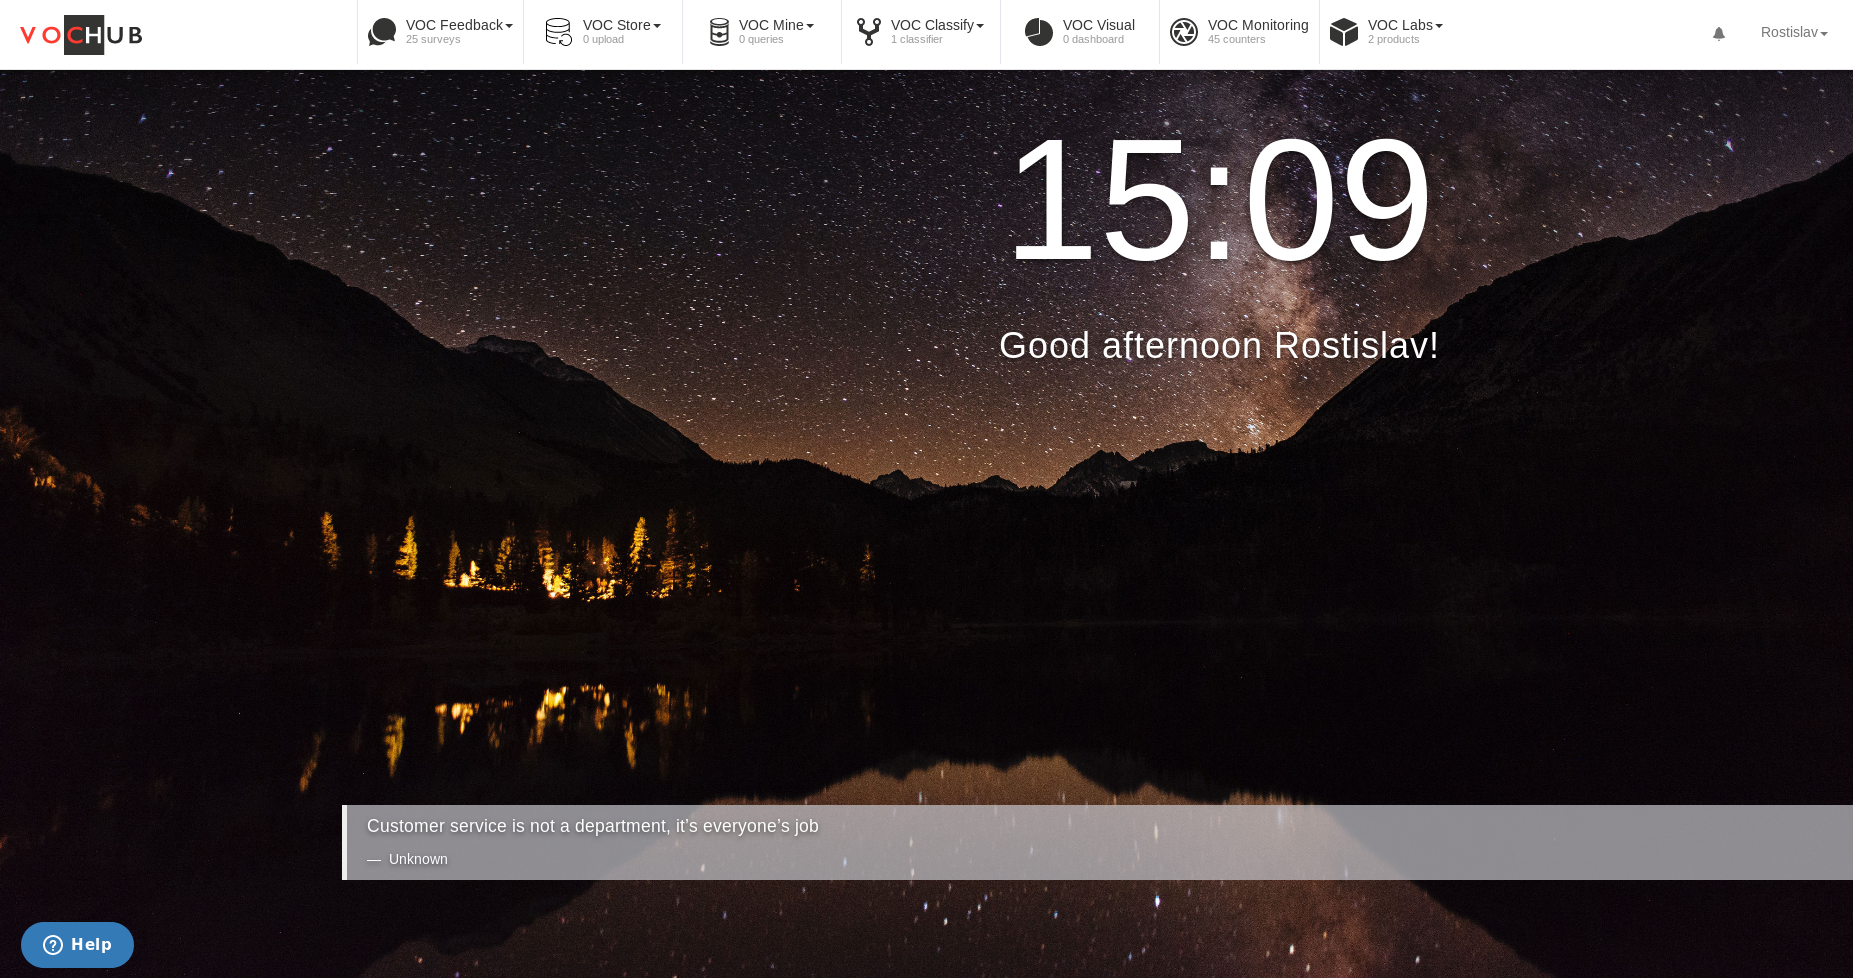 VOCHUB
VOC Feedback
25 surveys
VOC Store
0 upload
VOC Mine
0 queries
VOC Classify
1 classifier
VOC Visual
0 dashboard
VOC Monitoring
45 counters
VOC Labs
2 products
Rostislav
15:09
Good afternoon Rostislav!
Customer service is not a department, it’s everyone’s job
— Unknown
Help